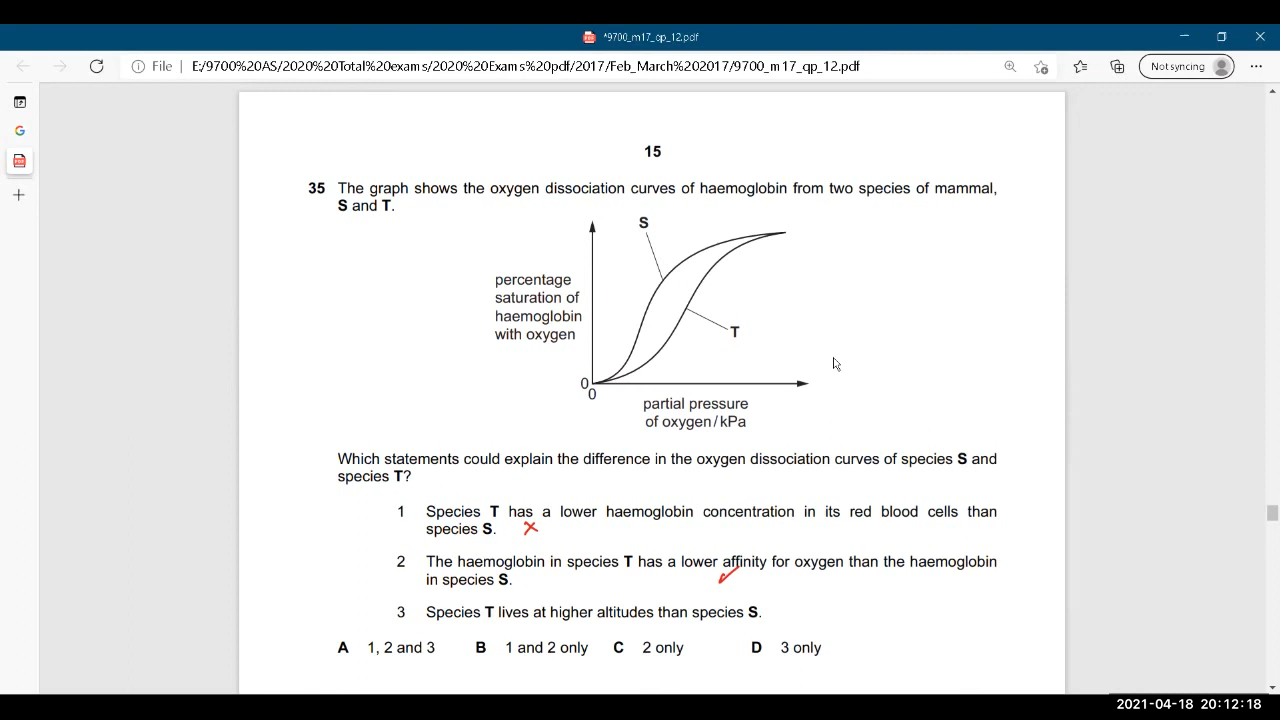 *9700_m17_qp_12.pdf
File | E:/9700%20AS/2020%20Total%20exams/2020%20Exams%20pdf/2017/Feb_March%202017/9700_m17_qp_12.pdf
Not syncing
15
35 The graph shows the oxygen dissociation curves of haemoglobin from two species of mammal,
S and T.
S
percentage
saturation of
haemoglobin
with oxygen
T
0
0
partial pressure
of oxygen/kPa
Which statements could explain the difference in the oxygen dissociation curves of species S and
species T?
1 Species T has a lower haemoglobin concentration in its red blood cells than
species S.
2 The haemoglobin in species T has a lower affinity for oxygen than the haemoglobin
in species S.
3 Species T lives at higher altitudes than species S.
A 1, 2 and 3 B 1 and 2 only C 2 only D 3 only
2021-04-18 20:12:18